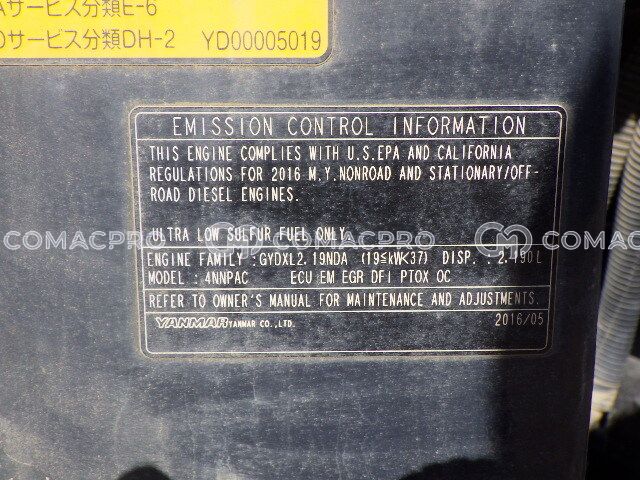 Aサービス分類E-6
Dサービス分類DH-2 YD00005019
EMISSION CONTROL INFORMATION
THIS ENGINE COMPLIES WITH U.S.EPA AND CALIFORNIA
REGULATIONS FOR 2016 M.Y.NONROAD AND STATIONARY/OFF-
ROAD DIESEL ENGINES.
ULTRA LOW SULFUR FUEL ONLY
COMACPRO COMACPRO COMACPRO
ENGINE FAMILY :GYDXL2.19NDA (19≦kW<37) DISP. :2.190L
MODEL :4NNPAC ECU EM EGR DFI PTOX OC
REFER TO OWNER'S MANUAL FOR MAINTENANCE AND ADJUSTMENTS.
YANMAR YANMAR CO.,LTD. 2016/05